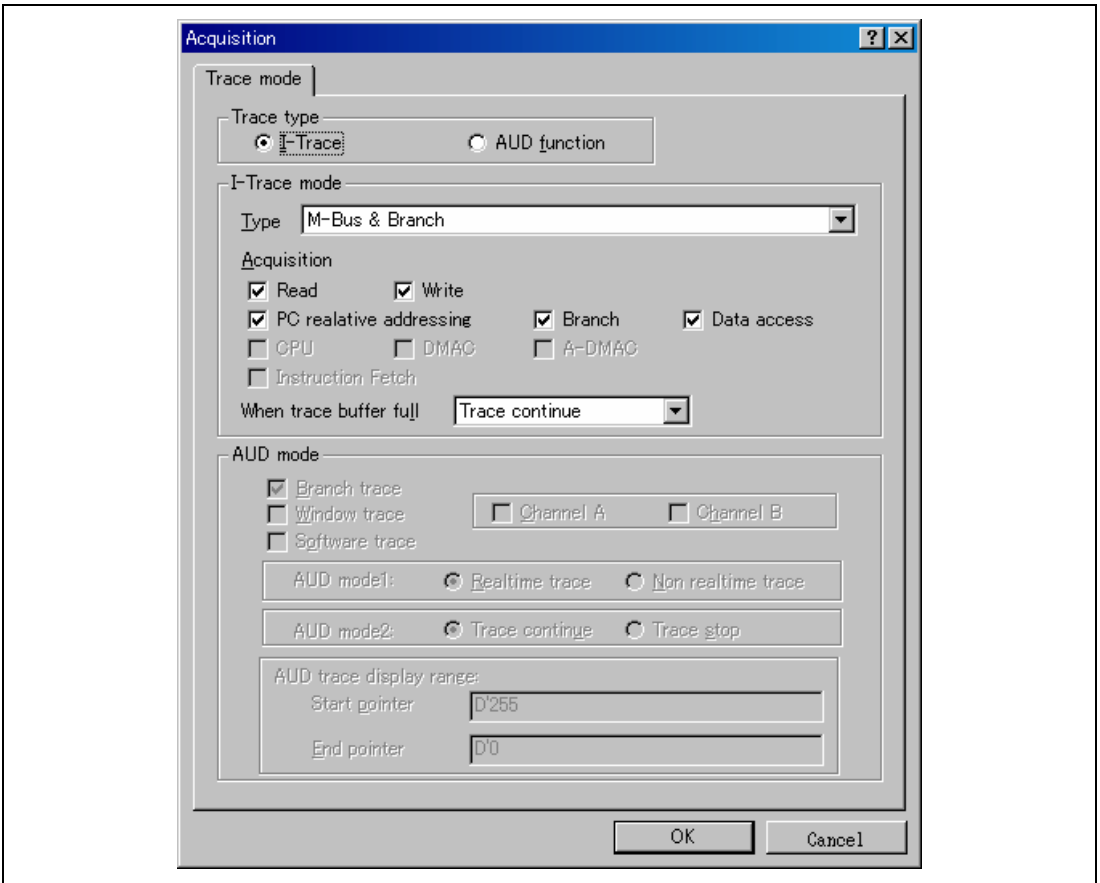 Acquisition
Trace mode
Trace type
I-Trace AUD function
I-Trace mode
Type M-Bus & Branch
Acquisition
Read Write
PC realative addressing Branch Data access
CPU DMAC A-DMAC
Instruction Fetch
When trace buffer full Trace continue
AUD mode
Branch trace
Window trace Channel A Channel B
Software trace
AUD mode1: Realtime trace Non realtime trace
AUD mode2: Trace continue Trace stop
AUD trace display range:
Start pointer D'255
End pointer D'0
OK Cancel